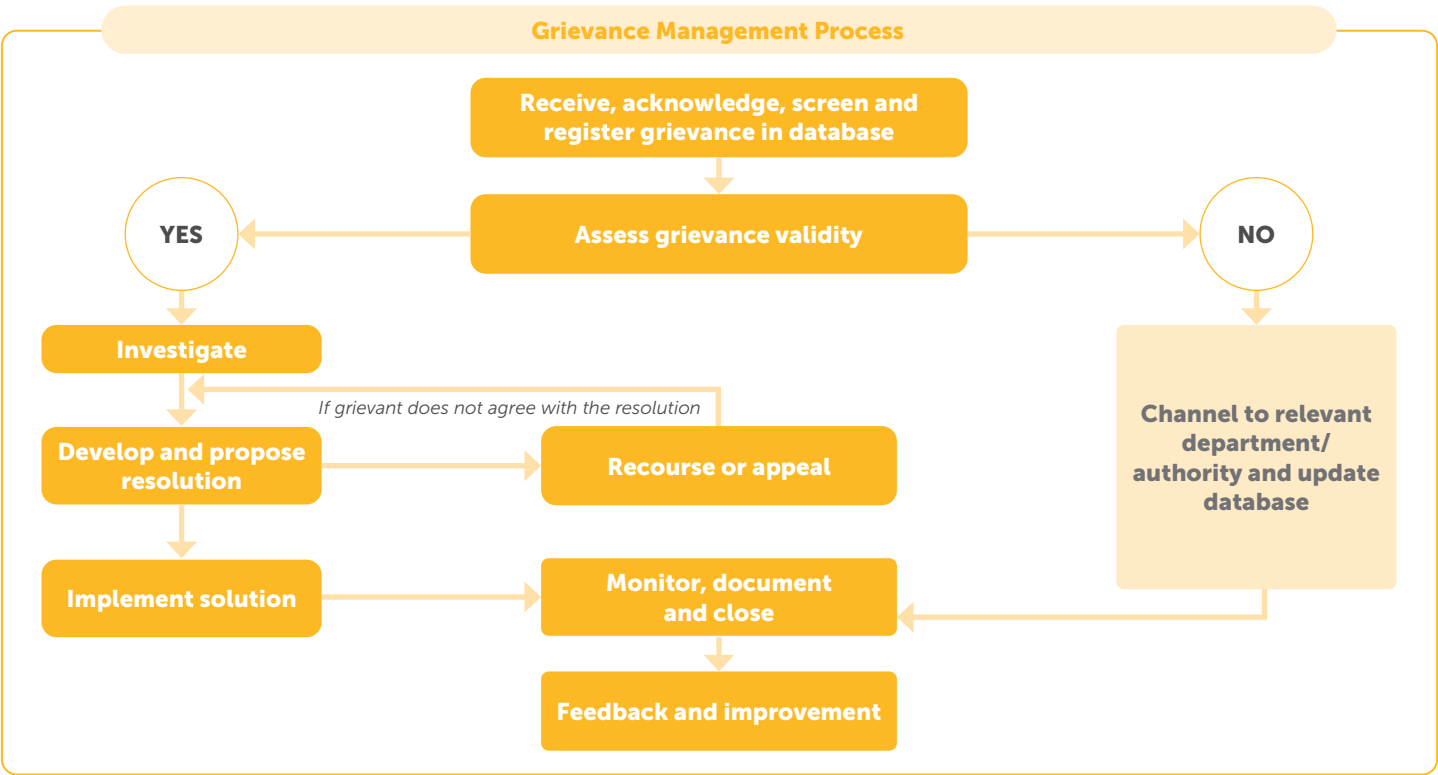 Grievance Management Process
Receive, acknowledge, screen and
register grievance in database
YES
Assess grievance validity
NO
Investigate
If grievant does not agree with the resolution
Develop and propose
resolution
Recourse or appeal
Channel to relevant
department/
authority and update
database
Implement solution
Monitor, document
and close
Feedback and improvement